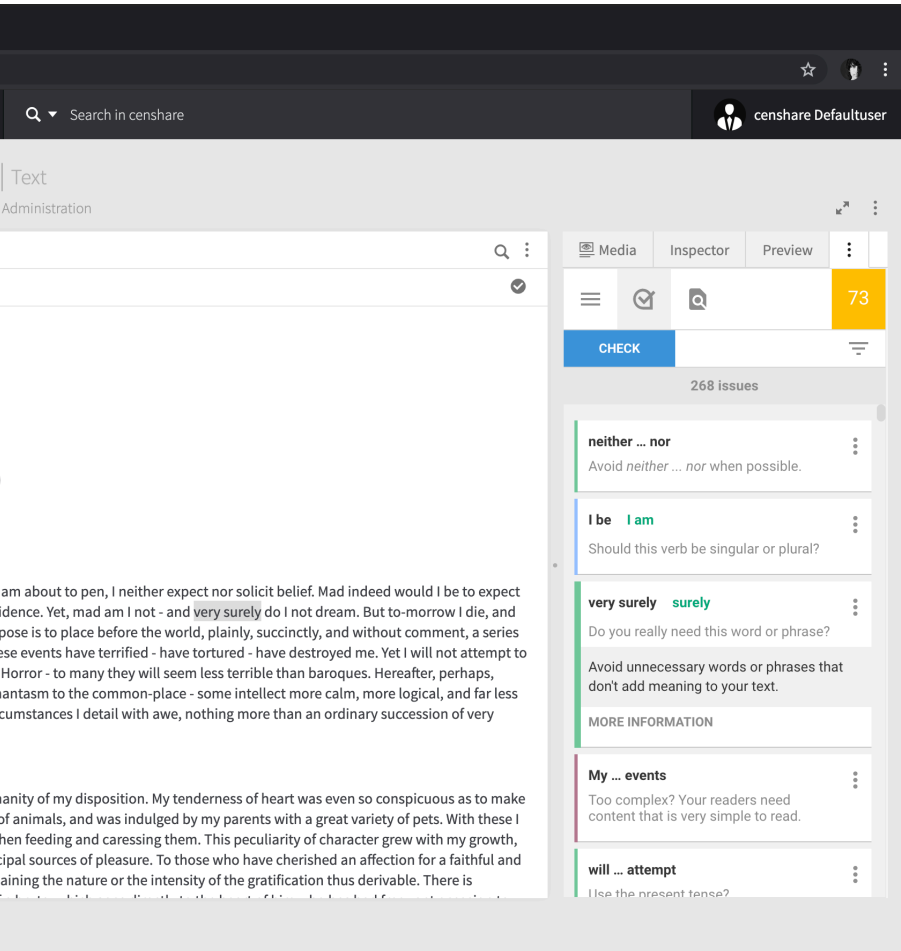 Search in censhare
censhare Defaultuser
Text
Administration
Media
Inspector
Preview
73
CHECK
268 issues
neither ... nor
Avoid neither ... nor when possible.
I be I am
Should this verb be singular or plural?
very surely surely
Do you really need this word or phrase?
Avoid unnecessary words or phrases that
don't add meaning to your text.
MORE INFORMATION
My ... events
Too complex? Your readers need
content that is very simple to read.
will ... attempt
Use the present tense?
am about to pen, I neither expect nor solicit belief. Mad indeed would I be to expect
idence. Yet, mad am I not - and very surely do I not dream. But to-morrow I die, and
pose is to place before the world, plainly, succinctly, and without comment, a series
ese events have terrified - have tortured - have destroyed me. Yet I will not attempt to
Horror - to many they will seem less terrible than baroques. Hereafter, perhaps,
antasm to the common-place - some intellect more calm, more logical, and far less
cumstances I detail with awe, nothing more than an ordinary succession of very
anity of my disposition. My tenderness of heart was even so conspicuous as to make
of animals, and was indulged by my parents with a great variety of pets. With these I
hen feeding and caressing them. This peculiarity of character grew with my growth,
cipal sources of pleasure. To those who have cherished an affection for a faithful and
aining the nature or the intensity of the gratification thus derivable. There is